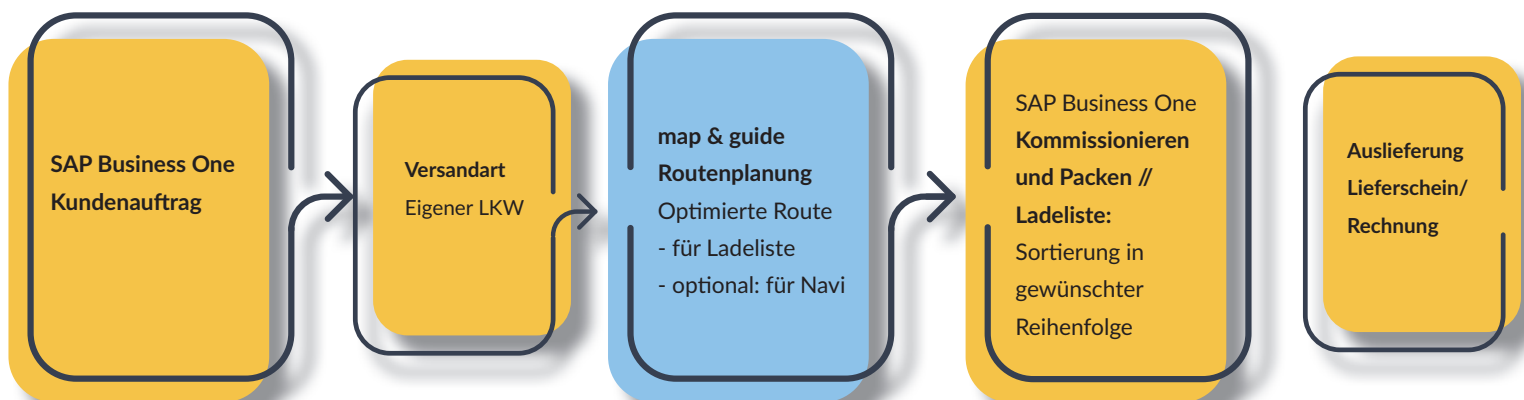 SAP Business One
Kundenauftrag
Versandart
Eigener LKW
map & guide
Routenplanung
Optimierte Route
- für Ladeliste
- optional: für Navi
SAP Business One
Kommissionieren
und Packen //
Ladeliste:
Sortierung in
gewünschter
Reihenfolge
Auslieferung
Lieferschein/
Rechnung